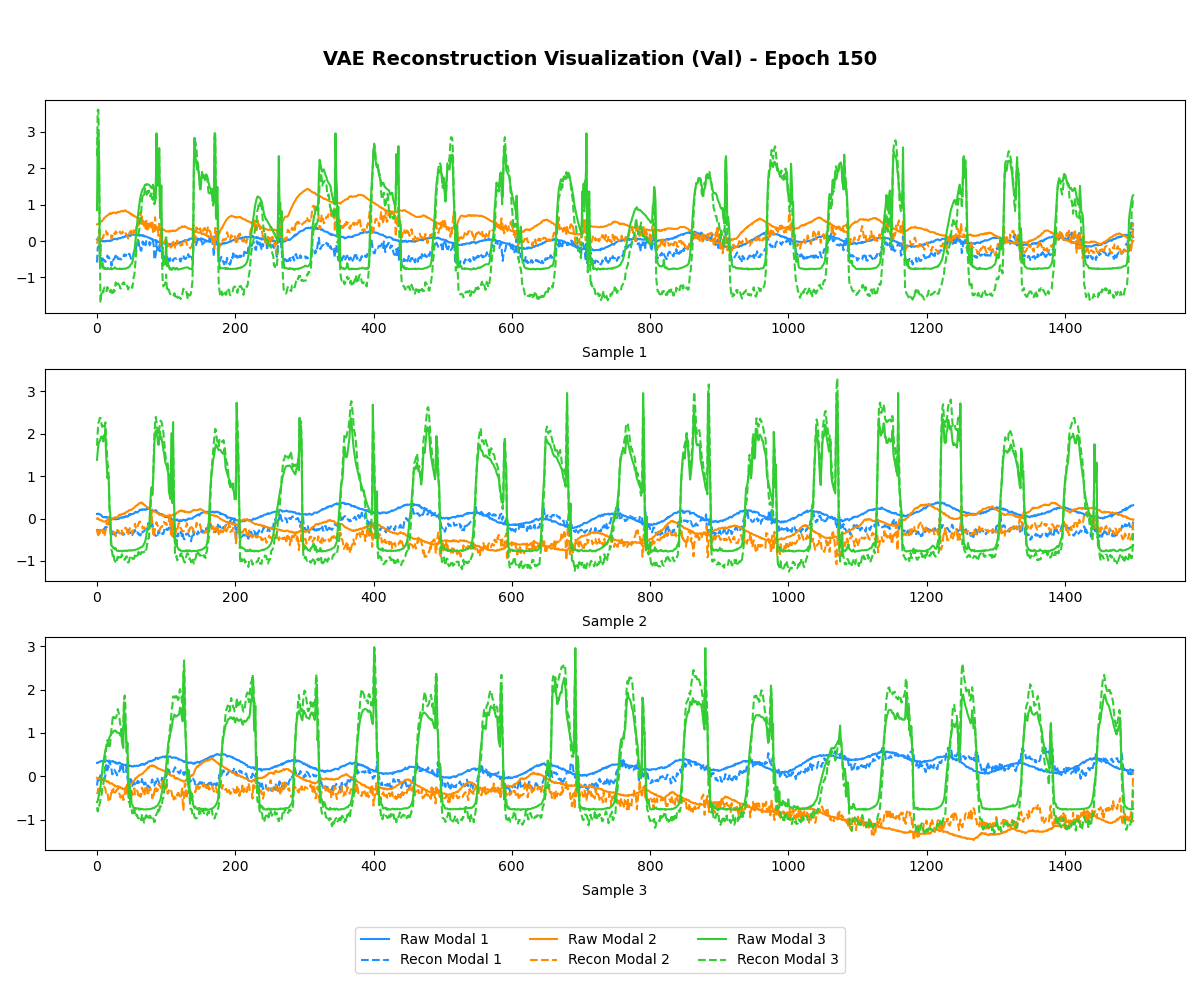 VAE Reconstruction Visualization (Val) - Epoch 150
3
2
1
0
−1
0 200 400 600 800 1000 1200 1400
Sample 1
3
2
1
0
−1
0 200 400 600 800 1000 1200 1400
Sample 2
3
2
1
0
−1
0 200 400 600 800 1000 1200 1400
Sample 3
Raw Modal 1 Raw Modal 2 Raw Modal 3
Recon Modal 1 Recon Modal 2 Recon Modal 3